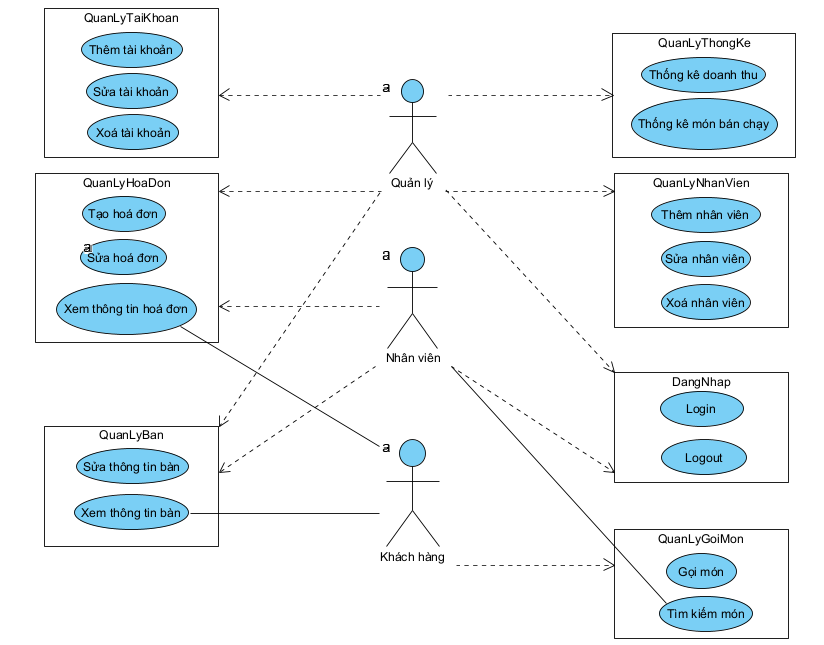 QuanLyTaiKhoan
Thêm tài khoản
Sửa tài khoản
Xoá tài khoản
QuanLyHoaDon
Tạo hoá đơn
a
Sửa hoá đơn
Xem thông tin hoá đơn
QuanLyBan
Sửa thông tin bàn
Xem thông tin bàn
a
Quản lý
a
Nhân viên
a
Khách hàng
QuanLyThongKe
Thống kê doanh thu
Thống kê món bán chạy
QuanLyNhanVien
Thêm nhân viên
Sửa nhân viên
Xoá nhân viên
DangNhap
Login
Logout
QuanLyGoiMon
Gọi món
Tìm kiếm món